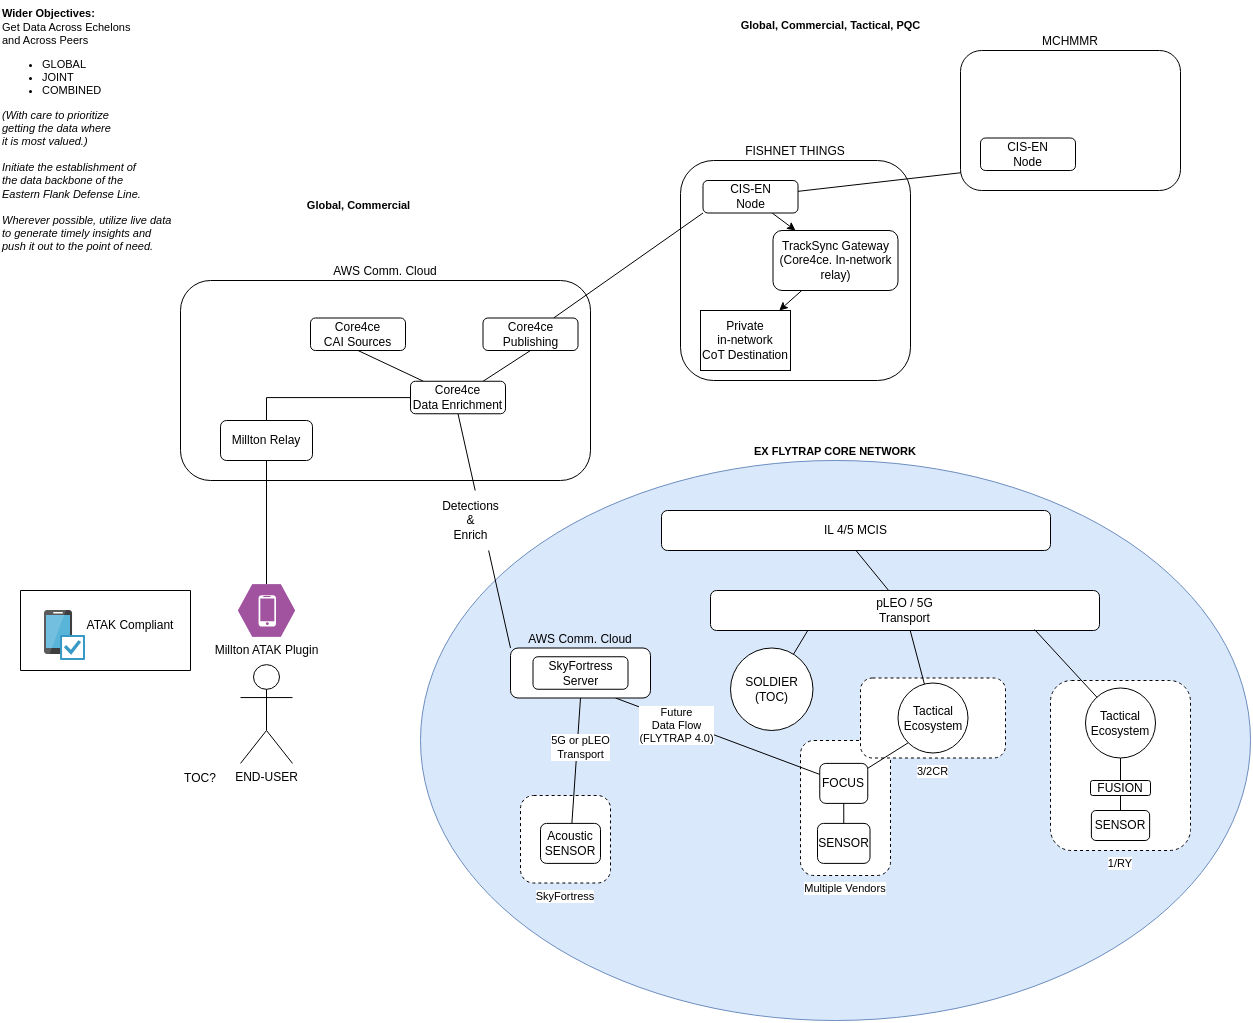 Wider Objectives:
Get Data Across Echelons
and Across Peers
GLOBAL
JOINT
COMBINED
(With care to prioritize
getting the data where
it is most valued.)
Initiate the establishment of
the data backbone of the
Eastern Flank Defense Line.
Wherever possible, utilize live data
to generate timely insights and
push it out to the point of need.
Global, Commercial, Tactical, PQC
MCHMMR
CIS-EN
Node
FISHNET THINGS
CIS-EN
Node
TrackSync Gateway
(Core4ce. In-network
relay)
Private
in-network
CoT Destination
Global, Commercial
AWS Comm. Cloud
Core4ce
CAI Sources
Core4ce
Publishing
Core4ce
Data Enrichment
Millton Relay
Detections
&
Enrich
ATAK Compliant
Millton ATAK Plugin
TOC?
END-USER
EX FLYTRAP CORE NETWORK
IL 4/5 MCIS
pLEO / 5G
Transport
AWS Comm. Cloud
SkyFortress
Server
SOLDIER
(TOC)
Tactical
Ecosystem
3/2CR
Tactical
Ecosystem
FUSION
SENSOR
1/RY
Future
Data Flow
(FLYTRAP 4.0)
5G or pLEO
Transport
FOCUS
SENSOR
Multiple Vendors
Acoustic
SENSOR
SkyFortress